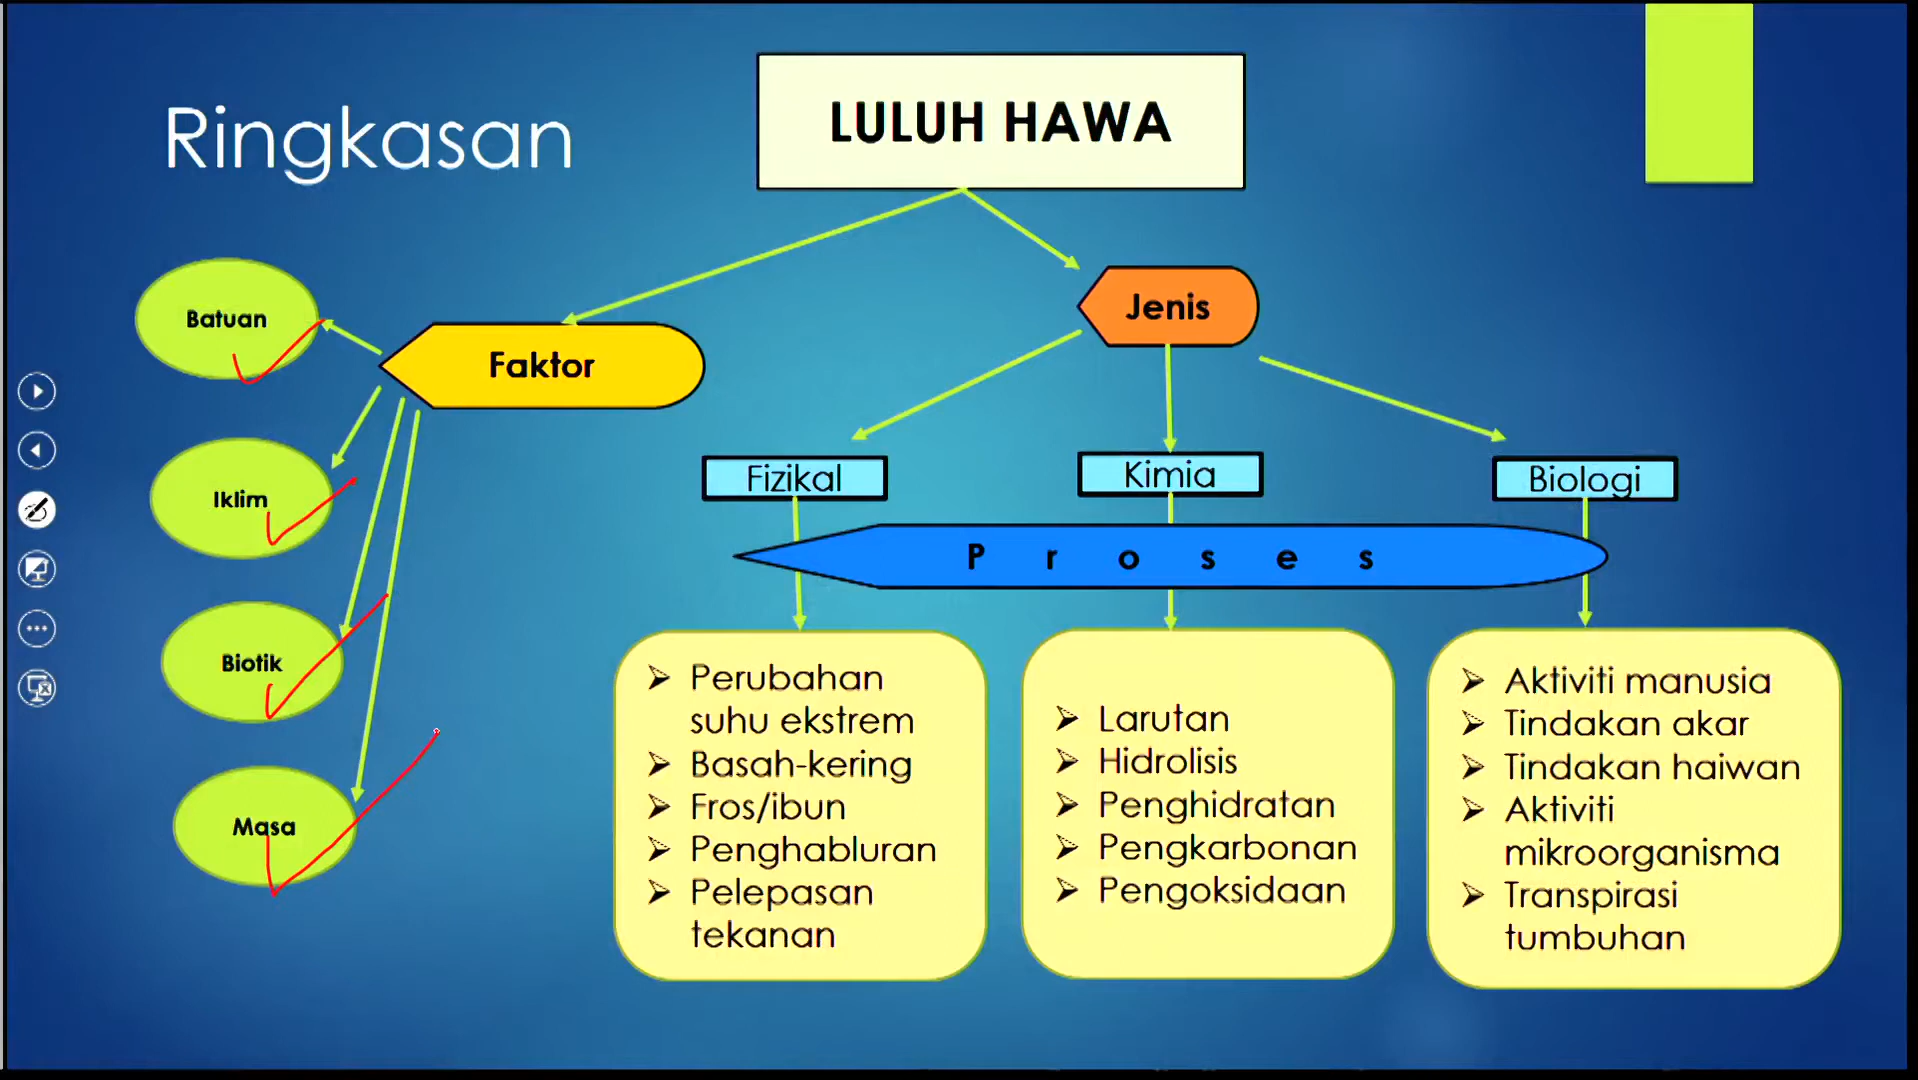 Ringkasan
LULUH HAWA
Faktor
Batuan
Iklim
Biotik
Masa
Jenis
Fizikal
Kimia
Biologi
P r o s e s
Perubahan
suhu ekstrem
Basah-kering
Fros/ibun
Penghabluran
Pelepasan
tekanan
Larutan
Hidrolisis
Penghidratan
Pengkarbonan
Pengoksidaan
Aktiviti manusia
Tindakan akar
Tindakan haiwan
Aktiviti
mikroorganisma
Transpirasi
tumbuhan